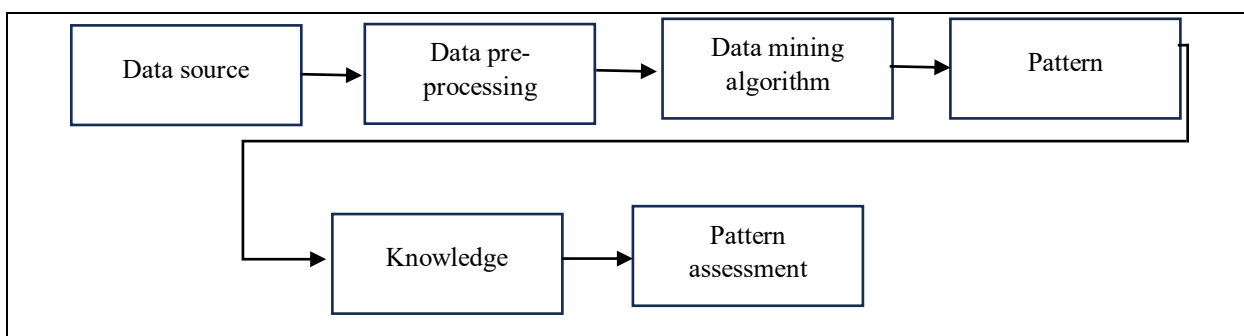 Data source
Data pre-
processing
Data mining
algorithm
Pattern
Knowledge
Pattern
assessment